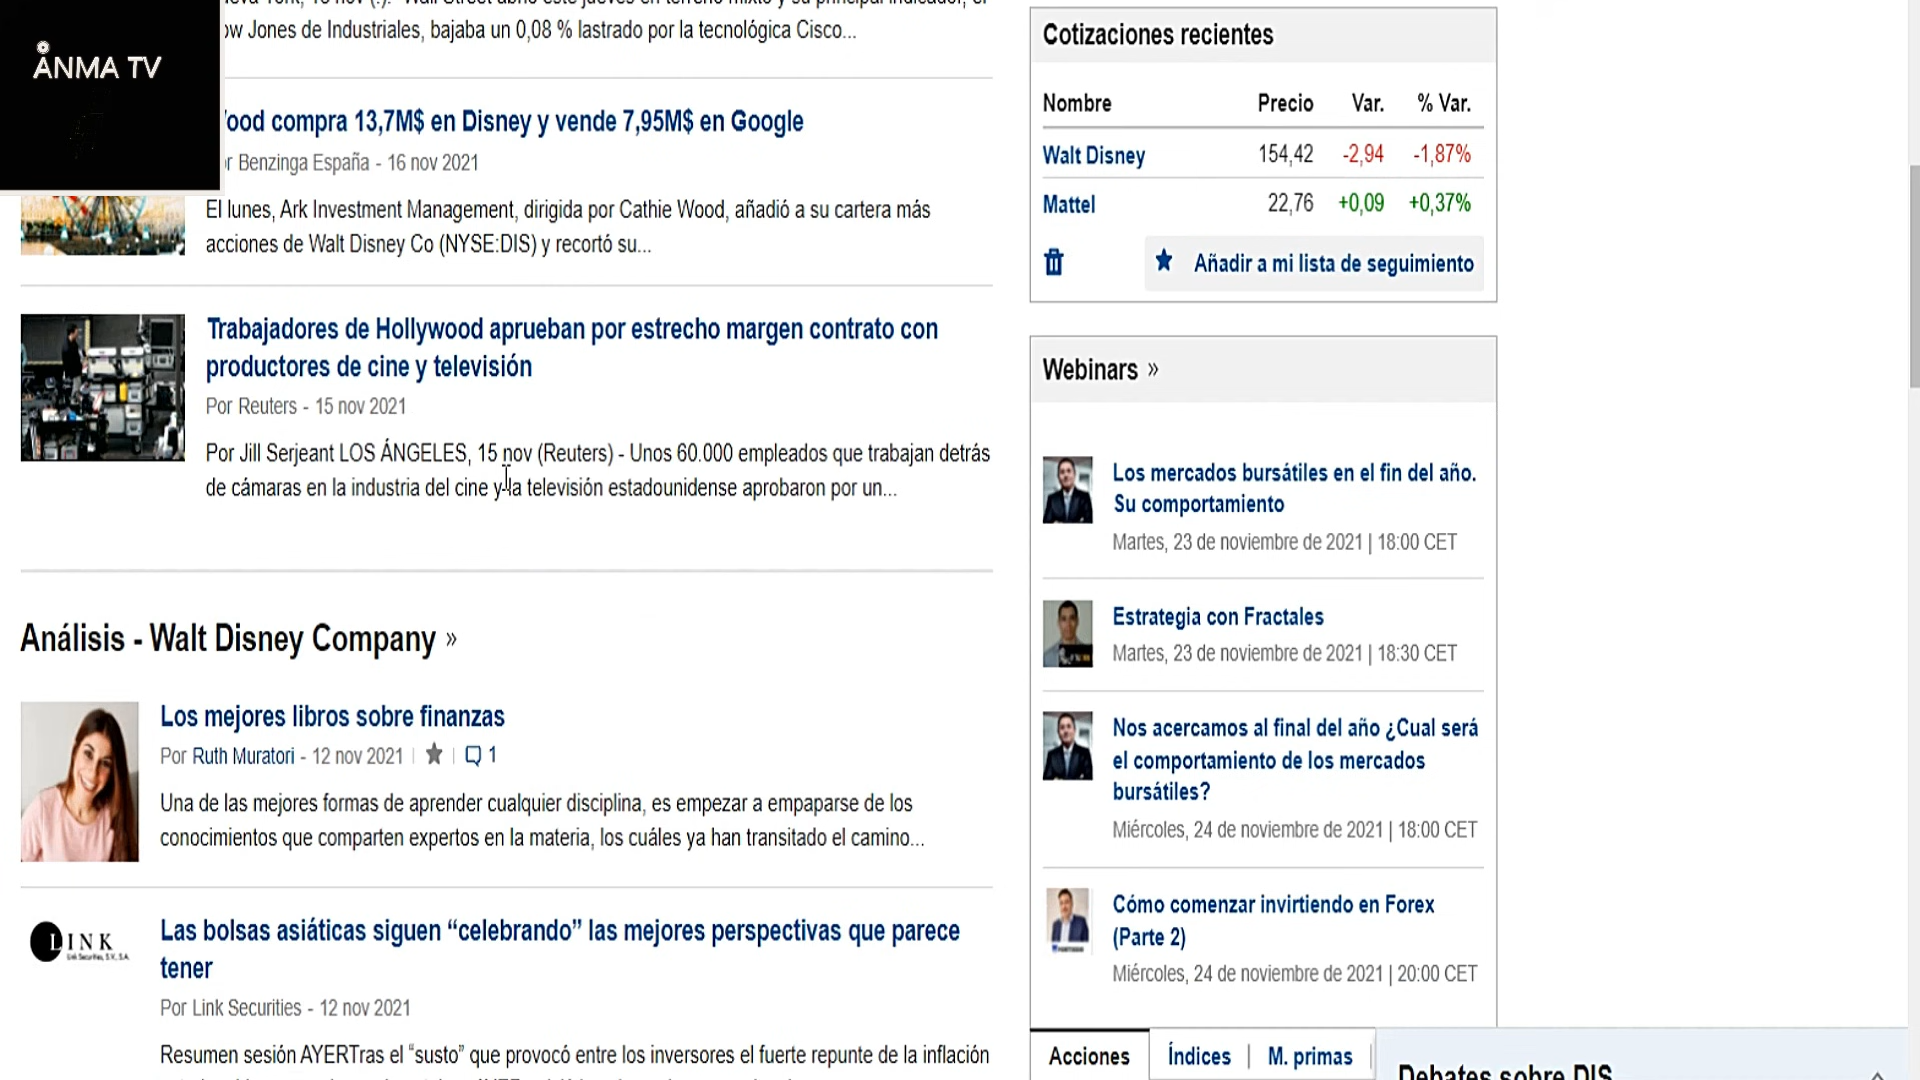 ow Jones de Industriales, bajaba un 0,08 % lastrado por la tecnológica Cisco...
ANMA TV
ood compra 13,7M$ en Disney y vende 7,95M$ en Google
r Benzinga España - 16 nov 2021
El lunes, Ark Investment Management, dirigida por Cathie Wood, añadió a su cartera más
acciones de Walt Disney Co (NYSE:DIS) y recortó su...
Trabajadores de Hollywood aprueban por estrecho margen contrato con
productores de cine y televisión
Por Reuters - 15 nov 2021
Por Jill Serjeant LOS ÁNGELES, 15 nov (Reuters) - Unos 60.000 empleados que trabajan detrás
de cámaras en la industria del cine y la televisión estadounidense aprobaron por un...
Análisis - Walt Disney Company »
Los mejores libros sobre finanzas
Por Ruth Muratori - 12 nov 2021 | ★ | 1
Una de las mejores formas de aprender cualquier disciplina, es empezar a empaparse de los
conocimientos que comparten expertos en la materia, los cuáles ya han transitado el camino...
LINK
Link Securities, S.V., S.A.
Las bolsas asiáticas siguen “celebrando” las mejores perspectivas que parece
tener
Por Link Securities - 12 nov 2021
Resumen sesión AYERTras el “susto” que provocó entre los inversores el fuerte repunte de la inflación
Cotizaciones recientes
Nombre Precio Var. % Var.
Walt Disney 154,42 -2,94 -1,87%
Mattel 22,76 +0,09 +0,37%
★ Añadir a mi lista de seguimiento
Webinars »
Los mercados bursátiles en el fin del año.
Su comportamiento
Martes, 23 de noviembre de 2021 | 18:00 CET
Estrategia con Fractales
Martes, 23 de noviembre de 2021 | 18:30 CET
Nos acercamos al final del año ¿Cual será
el comportamiento de los mercados
bursátiles?
Miércoles, 24 de noviembre de 2021 | 18:00 CET
Cómo comenzar invirtiendo en Forex
(Parte 2)
Miércoles, 24 de noviembre de 2021 | 20:00 CET
Acciones | Índices | M. primas
Debates sobre DIS